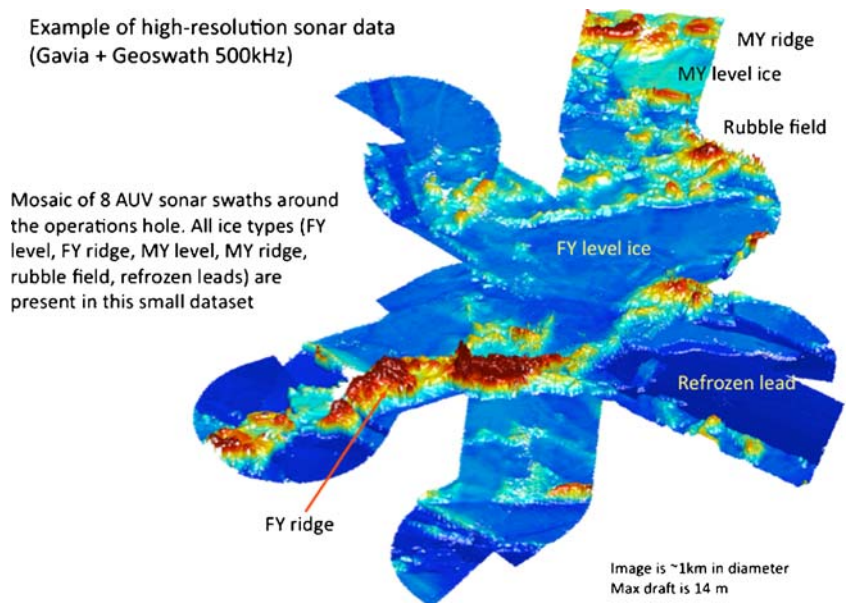 Example of high-resolution sonar data
(Gavia + Geoswath 500kHz)
MY ridge
MY level ice
Rubble field
Mosaic of 8 AUV sonar swaths around
the operations hole. All ice types (FY
level, FY ridge, MY level, MY ridge,
rubble field, refrozen leads) are
present in this small dataset
FY level ice
Refrozen lead
FY ridge
Image is ~1km in diameter
Max draft is 14 m